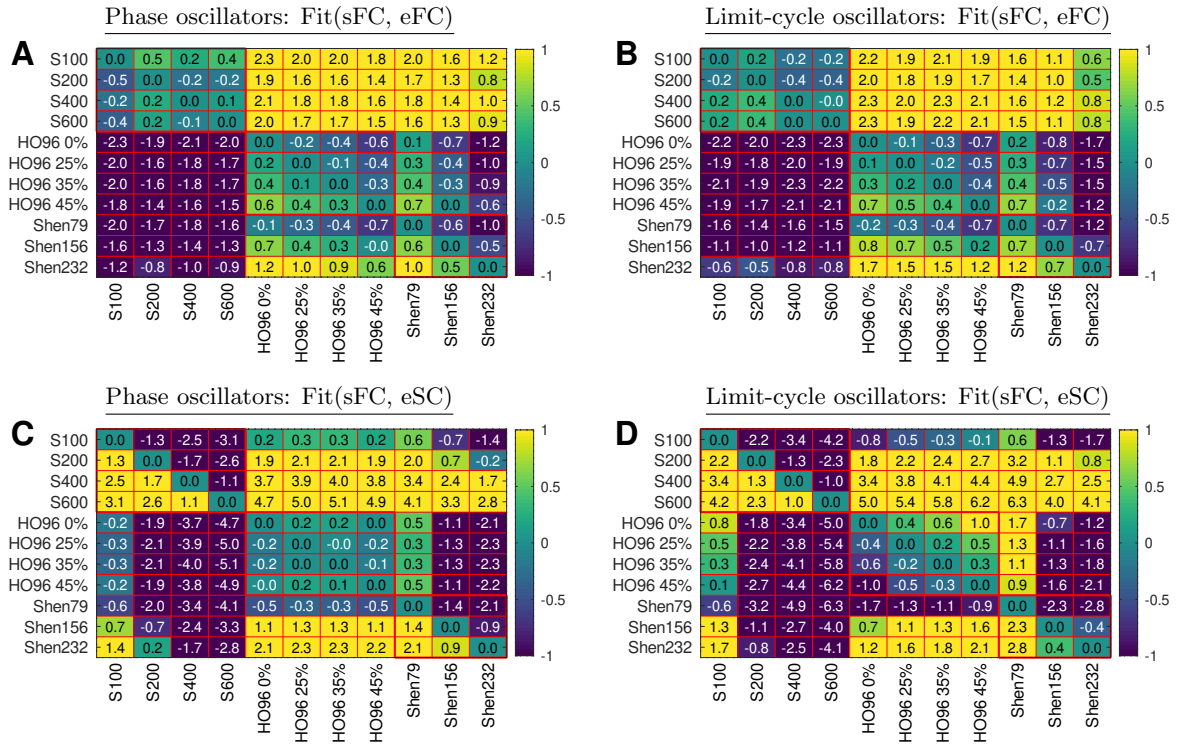 Phase oscillators: Fit(sFC, eFC)
A
S100 0.0 0.5 0.2 0.4 2.3 2.0 2.0 1.8 2.0 1.6 1.2
S200 -0.5 0.0 -0.2 -0.2 1.9 1.6 1.6 1.4 1.7 1.3 0.8
S400 -0.2 0.2 0.0 0.1 2.1 1.8 1.8 1.6 1.8 1.4 1.0
S600 -0.4 0.2 -0.1 0.0 2.0 1.7 1.7 1.5 1.6 1.3 0.9
HO96 0% -2.3 -1.9 -2.1 -2.0 0.0 -0.2 -0.4 -0.6 0.1 -0.7 -1.2
HO96 25% -2.0 -1.6 -1.8 -1.7 0.2 0.0 -0.1 -0.4 0.3 -0.4 -1.0
HO96 35% -2.0 -1.6 -1.8 -1.7 0.4 0.1 0.0 -0.3 0.4 -0.3 -0.9
HO96 45% -1.8 -1.4 -1.6 -1.5 0.6 0.4 0.3 0.0 0.7 0.0 -0.6
Shen79 -2.0 -1.7 -1.8 -1.6 -0.1 -0.3 -0.4 -0.7 0.0 -0.6 -1.0
Shen156 -1.6 -1.3 -1.4 -1.3 0.7 0.4 0.3 -0.0 0.6 0.0 -0.5
Shen232 -1.2 -0.8 -1.0 -0.9 1.2 1.0 0.9 0.6 1.0 0.5 0.0
S100 S200 S400 S600 HO96 0% HO96 25% HO96 35% HO96 45% Shen79 Shen156 Shen232
1
0.5
0
-0.5
-1
Limit-cycle oscillators: Fit(sFC, eFC)
B
S100 0.0 0.2 -0.2 -0.2 2.2 1.9 2.1 1.9 1.6 1.1 0.6
S200 -0.2 0.0 -0.4 -0.4 2.0 1.8 1.9 1.7 1.4 1.0 0.5
S400 0.2 0.4 0.0 -0.0 2.3 2.0 2.3 2.1 1.6 1.2 0.8
S600 0.2 0.4 0.0 0.0 2.3 1.9 2.2 2.1 1.5 1.1 0.8
HO96 0% -2.2 -2.0 -2.3 -2.3 0.0 -0.1 -0.3 -0.7 0.2 -0.8 -1.7
HO96 25% -1.9 -1.8 -2.0 -1.9 0.1 0.0 -0.2 -0.5 0.3 -0.7 -1.5
HO96 35% -2.1 -1.9 -2.3 -2.2 0.3 0.2 0.0 -0.4 0.4 -0.5 -1.5
HO96 45% -1.9 -1.7 -2.1 -2.1 0.7 0.5 0.4 0.0 0.7 -0.2 -1.2
Shen79 -1.6 -1.4 -1.6 -1.5 -0.2 -0.3 -0.4 -0.7 0.0 -0.7 -1.2
Shen156 -1.1 -1.0 -1.2 -1.1 0.8 0.7 0.5 0.2 0.7 0.0 -0.7
Shen232 -0.6 -0.5 -0.8 -0.8 1.7 1.5 1.5 1.2 1.2 0.7 0.0
S100 S200 S400 S600 HO96 0% HO96 25% HO96 35% HO96 45% Shen79 Shen156 Shen232
1
0.5
0
-0.5
-1
Phase oscillators: Fit(sFC, eSC)
C
S100 0.0 -1.3 -2.5 -3.1 0.2 0.3 0.3 0.2 0.6 -0.7 -1.4
S200 1.3 0.0 -1.7 -2.6 1.9 2.1 2.1 1.9 2.0 0.7 -0.2
S400 2.5 1.7 0.0 -1.1 3.7 3.9 4.0 3.8 3.4 2.4 1.7
S600 3.1 2.6 1.1 0.0 4.7 5.0 5.1 4.9 4.1 3.3 2.8
HO96 0% -0.2 -1.9 -3.7 -4.7 0.0 0.2 0.2 0.0 0.5 -1.1 -2.1
HO96 25% -0.3 -2.1 -3.9 -5.0 -0.2 0.0 -0.0 -0.2 0.3 -1.3 -2.3
HO96 35% -0.3 -2.1 -4.0 -5.1 -0.2 0.0 0.0 -0.1 0.3 -1.3 -2.3
HO96 45% -0.2 -1.9 -3.8 -4.9 -0.0 0.2 0.1 0.0 0.5 -1.1 -2.2
Shen79 -0.6 -2.0 -3.4 -4.1 -0.5 -0.3 -0.3 -0.5 0.0 -1.4 -2.1
Shen156 0.7 -0.7 -2.4 -3.3 1.1 1.3 1.3 1.1 1.4 0.0 -0.9
Shen232 1.4 0.2 -1.7 -2.8 2.1 2.3 2.3 2.2 2.1 0.9 0.0
S100 S200 S400 S600 HO96 0% HO96 25% HO96 35% HO96 45% Shen79 Shen156 Shen232
1
0.5
0
-0.5
-1
Limit-cycle oscillators: Fit(sFC, eSC)
D
S100 0.0 -2.2 -3.4 -4.2 -0.8 -0.5 -0.3 -0.1 0.6 -1.3 -1.7
S200 2.2 0.0 -1.3 -2.3 1.8 2.2 2.4 2.7 3.2 1.1 0.8
S400 3.4 1.3 0.0 -1.0 3.4 3.8 4.1 4.4 4.9 2.7 2.5
S600 4.2 2.3 1.0 0.0 5.0 5.4 5.8 6.2 6.3 4.0 4.1
HO96 0% 0.8 -1.8 -3.4 -5.0 0.0 0.4 0.6 1.0 1.7 -0.7 -1.2
HO96 25% 0.5 -2.2 -3.8 -5.4 -0.4 0.0 0.2 0.5 1.3 -1.1 -1.6
HO96 35% 0.3 -2.4 -4.1 -5.8 -0.6 -0.2 0.0 0.3 1.1 -1.3 -1.8
HO96 45% 0.1 -2.7 -4.4 -6.2 -1.0 -0.5 -0.3 0.0 0.9 -1.6 -2.1
Shen79 -0.6 -3.2 -4.9 -6.3 -1.7 -1.3 -1.1 -0.9 0.0 -2.3 -2.8
Shen156 1.3 -1.1 -2.7 -4.0 0.7 1.1 1.3 1.6 2.3 0.0 -0.4
Shen232 1.7 -0.8 -2.5 -4.1 1.2 1.6 1.8 2.1 2.8 0.4 0.0
S100 S200 S400 S600 HO96 0% HO96 25% HO96 35% HO96 45% Shen79 Shen156 Shen232
1
0.5
0
-0.5
-1